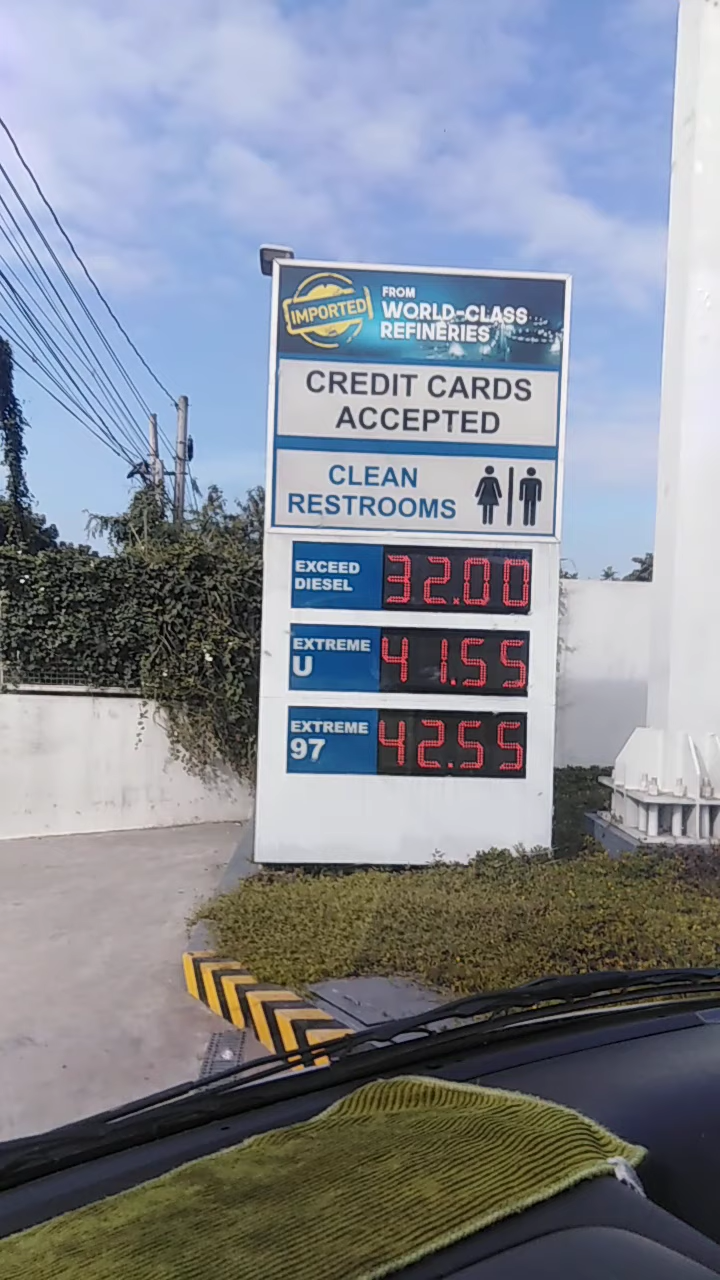 IMPORTED
FROM
WORLD-CLASS
REFINERIES
CREDIT CARDS
ACCEPTED
CLEAN
RESTROOMS
EXCEED
DIESEL
32.00
EXTREME
U
41.55
EXTREME
97
42.55